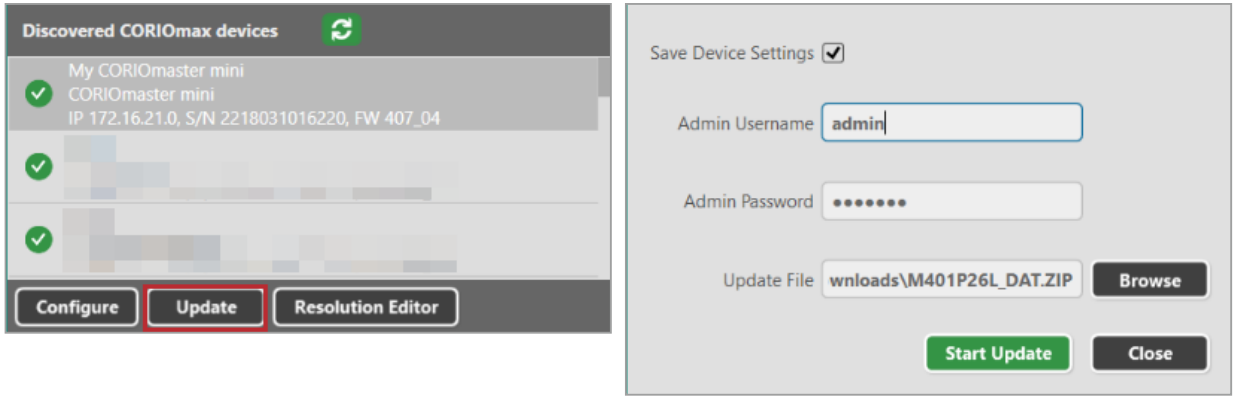 Discovered CORIOmax devices
My CORIOmaster mini
CORIOmaster mini
IP 172.16.21.0, S/N 2218031016220, FW 407_04
Configure
Update
Resolution Editor
Save Device Settings
Admin Username admin
Admin Password •••••••
Update File wnloads\M401P26L_DAT.ZIP Browse
Start Update Close